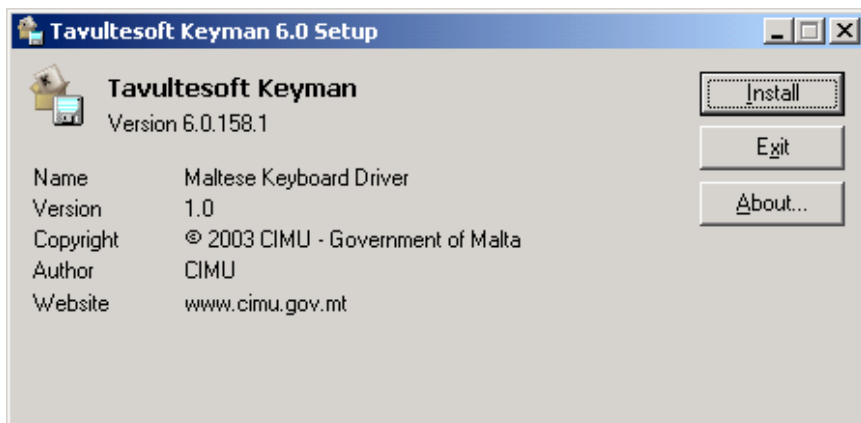 Tavultesoft Keyman 6.0 Setup
Tavultesoft Keyman
Version 6.0.158.1
Install
Exit
About...
Name Maltese Keyboard Driver
Version 1.0
Copyright © 2003 CIMU - Government of Malta
Author CIMU
Website www.cimu.gov.mt